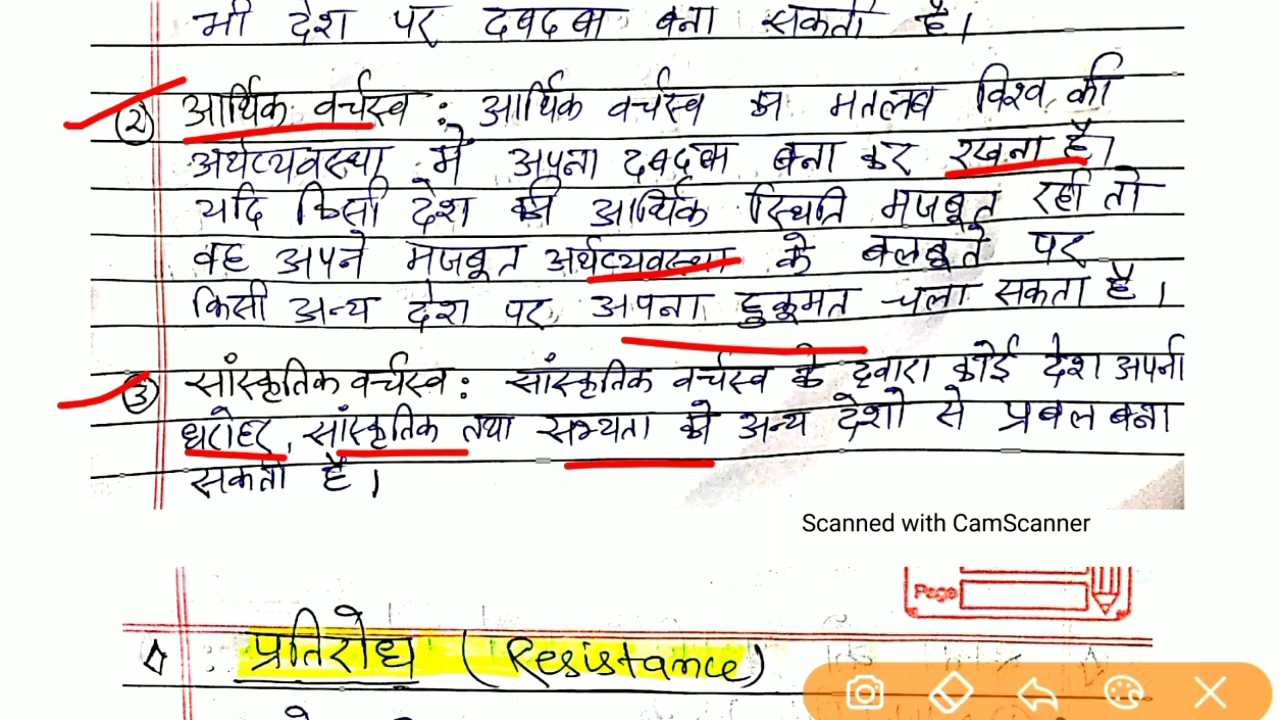 भी देश पर दबदबा बना सकता है।
② आर्थिक वर्चस्व : आर्थिक वर्चस्व का मतलब विश्व की
अर्थव्यवस्था में अपना दबदबा बना कर रखना है।
यदि किसी देश की आर्थिक स्थिति मजबूत रही तो
वह अपने मजबूत अर्थव्यवस्था के बलबूते पर
किसी अन्य देश पर अपना हुकूमत चला सकता है।
③ सांस्कृतिक वर्चस्व : सांस्कृतिक वर्चस्व के द्वारा कोई देश अपनी
धरोहर, सांस्कृतिक तथा सभ्यता को अन्य देशों से प्रबल बना
सकता है।
Scanned with CamScanner
Page
प्रतिरोध (Resistance)